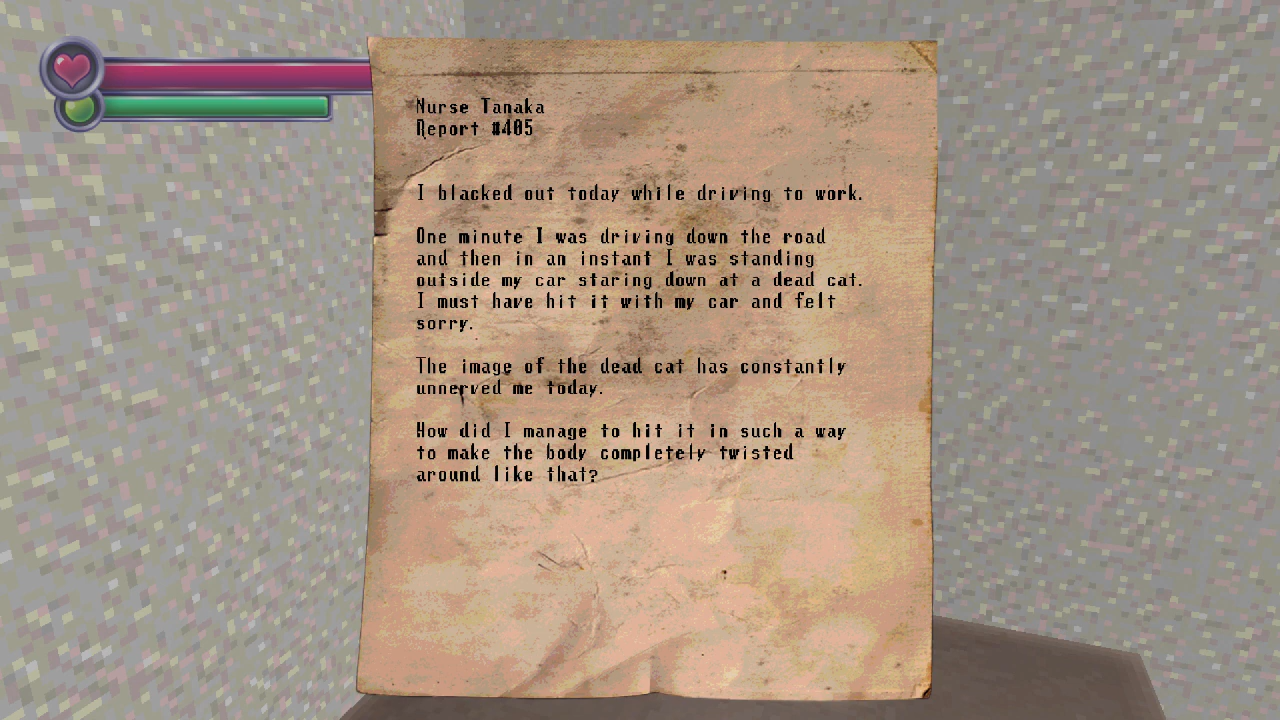 Nurse Tanaka
Report #405
I blacked out today while driving to work.
One minute I was driving down the road
and then in an instant I was standing
outside my car staring down at a dead cat.
I must have hit it with my car and felt
sorry.
The image of the dead cat has constantly
unnerved me today.
How did I manage to hit it in such a way
to make the body completely twisted
around like that?